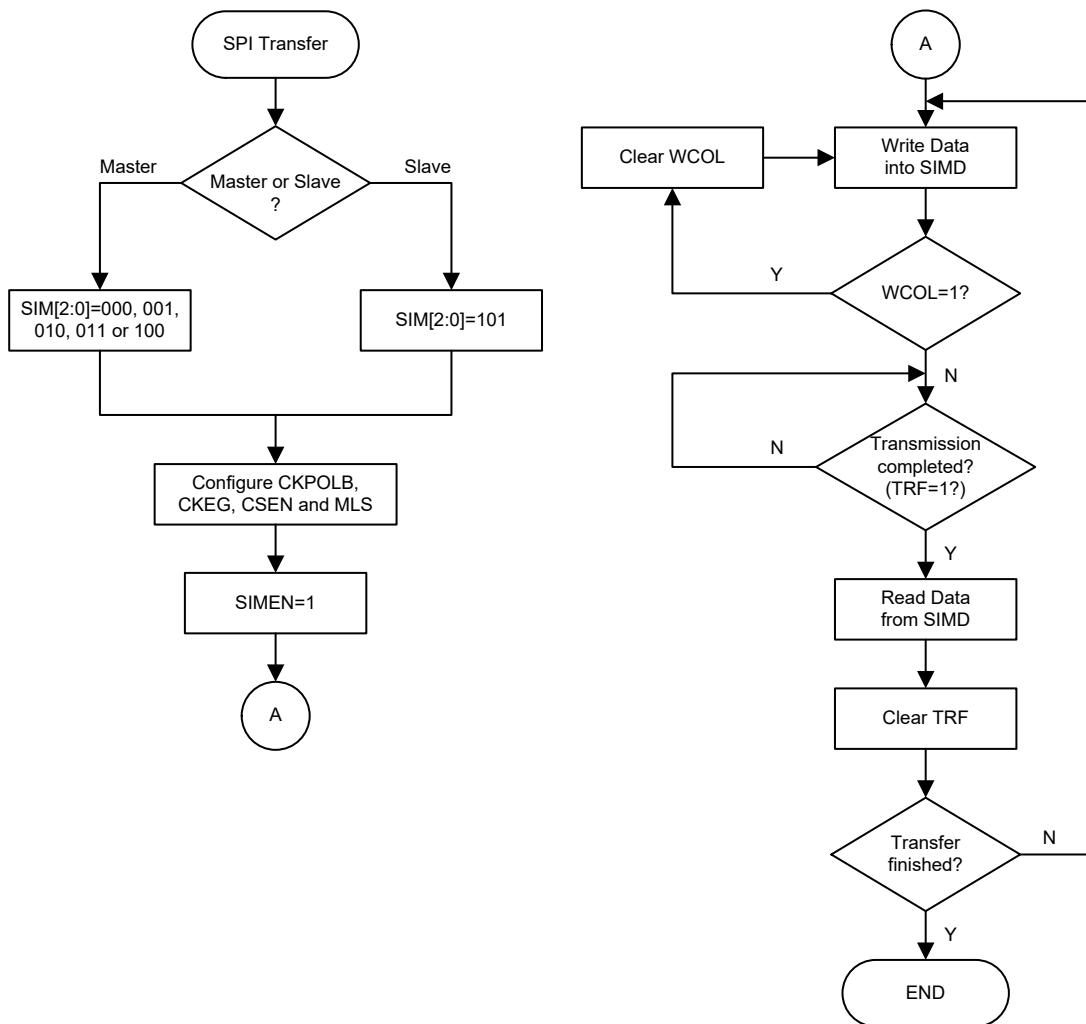 SPI Transfer
Master or Slave
?
Master
Slave
SIM[2:0]=000, 001,
010, 011 or 100
SIM[2:0]=101
Configure CKPOLB,
CKEG, CSEN and MLS
SIMEN=1
A
A
Write Data
into SIMD
Clear WCOL
WCOL=1?
Y
N
Transmission
completed?
(TRF=1?)
N
Y
Read Data
from SIMD
Clear TRF
Transfer
finished?
N
Y
END